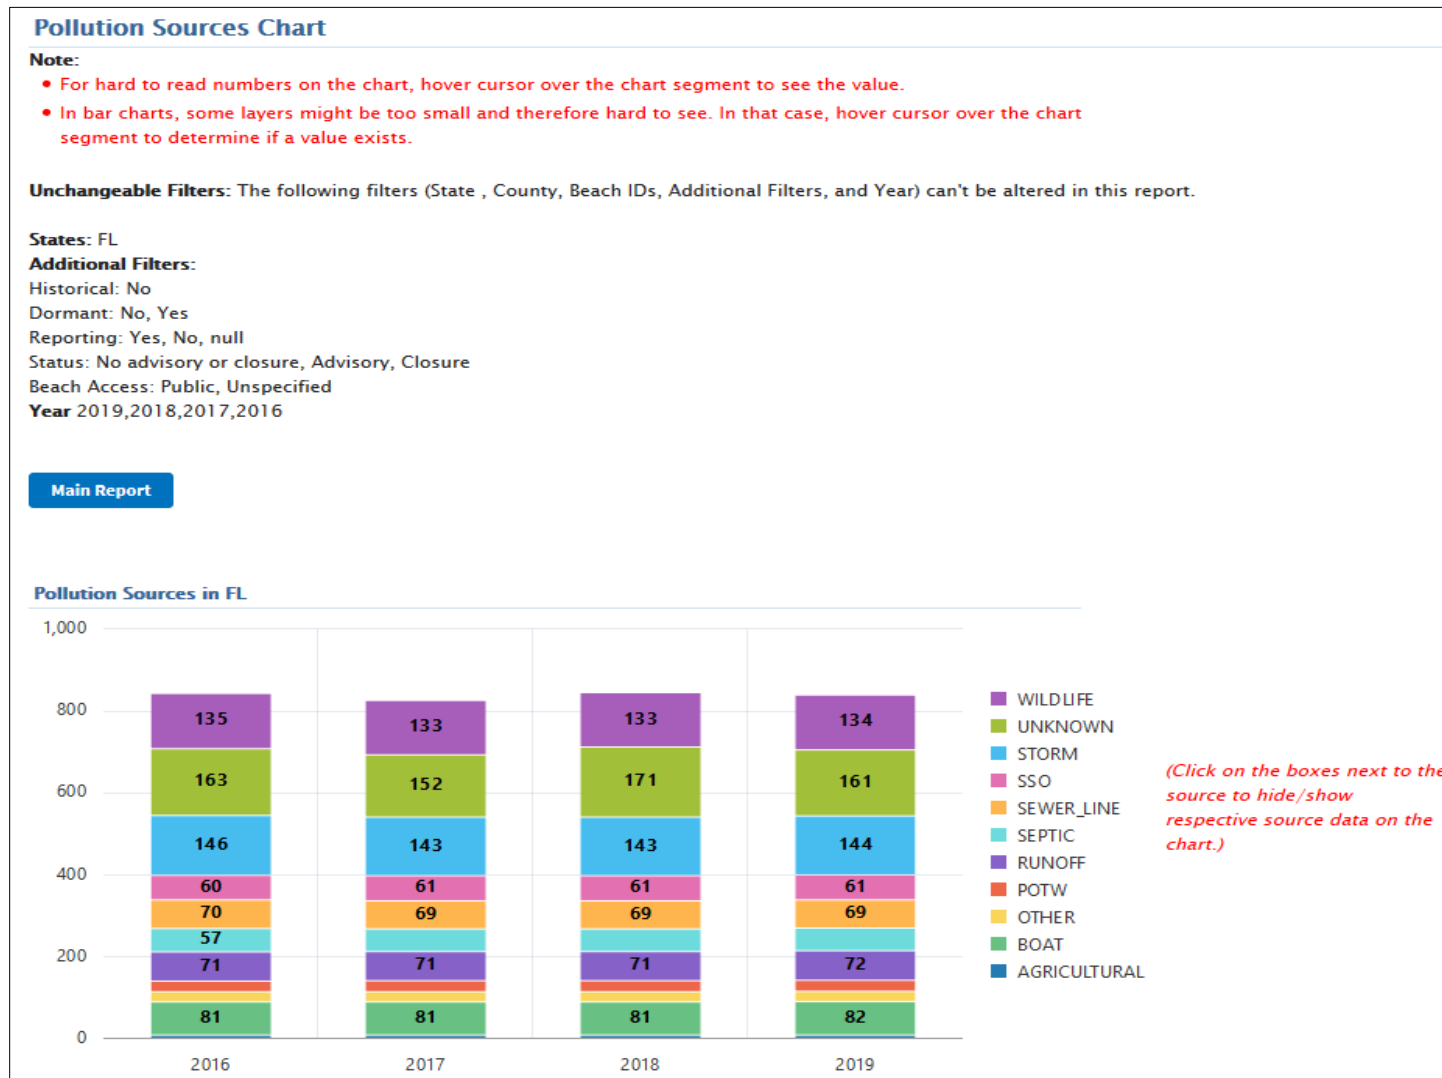 Pollution Sources Chart
Note:
• For hard to read numbers on the chart, hover cursor over the chart segment to see the value.
• In bar charts, some layers might be too small and therefore hard to see. In that case, hover cursor over the chart
segment to determine if a value exists.
Unchangeable Filters: The following filters (State , County, Beach IDs, Additional Filters, and Year) can't be altered in this report.
States: FL
Additional Filters:
Historical: No
Dormant: No, Yes
Reporting: Yes, No, null
Status: No advisory or closure, Advisory, Closure
Beach Access: Public, Unspecified
Year 2019,2018,2017,2016
Main Report
Pollution Sources in FL
1,000
800
600
400
200
0
135
163
146
60
70
57
71
81
133
152
143
61
69
71
81
133
171
143
61
69
71
81
134
161
144
61
69
72
82
2016
2017
2018
2019
WILDLIFE
UNKNOWN
STORM
SSO
SEWER_LINE
SEPTIC
RUNOFF
POTW
OTHER
BOAT
AGRICULTURAL
(Click on the boxes next to the
source to hide/show
respective source data on the
chart.)